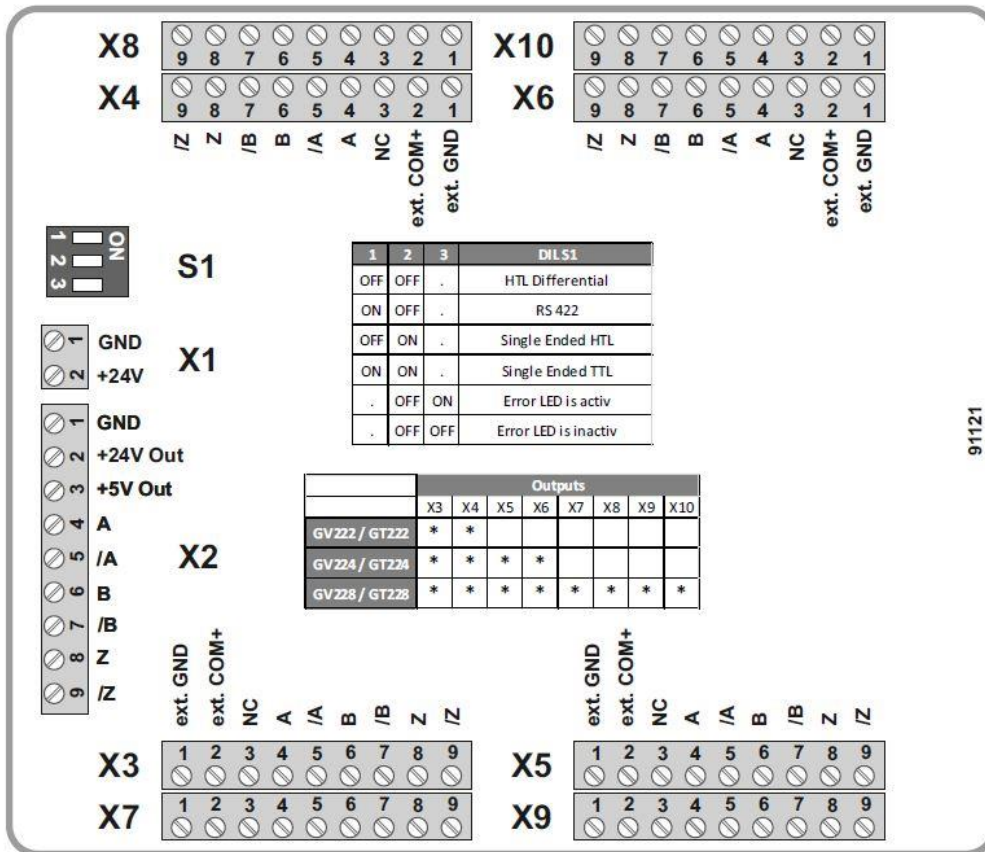 X8 9 8 7 6 5 4 3 2 1
X4 9 8 7 6 5 4 3 2 1
/Z Z /B B /A A NC ext. COM+ ext. GND
X10 9 8 7 6 5 4 3 2 1
X6 9 8 7 6 5 4 3 2 1
/Z Z /B B /A A NC ext. COM+ ext. GND
1 2 3 ON
S1
1 2 3 DIL S1
OFF OFF . HTL Differential
ON OFF . RS 422
OFF ON . Single Ended HTL
ON ON . Single Ended TTL
. OFF ON Error LED is activ
. OFF OFF Error LED is inactiv
1 GND
2 +24V
X1
1 GND
2 +24V Out
3 +5V Out
4 A
5 /A
6 B
7 /B
8 Z
9 /Z
X2
Outputs
X3 X4 X5 X6 X7 X8 X9 X10
GV222 / GT222 * *
GV224 / GT224 * * * *
GV228 / GT228 * * * * * * * *
91121
ext. GND ext. COM+ NC A /A B /B Z /Z
X3 1 2 3 4 5 6 7 8 9
X7 1 2 3 4 5 6 7 8 9
ext. GND ext. COM+ NC A /A B /B Z /Z
X5 1 2 3 4 5 6 7 8 9
X9 1 2 3 4 5 6 7 8 9